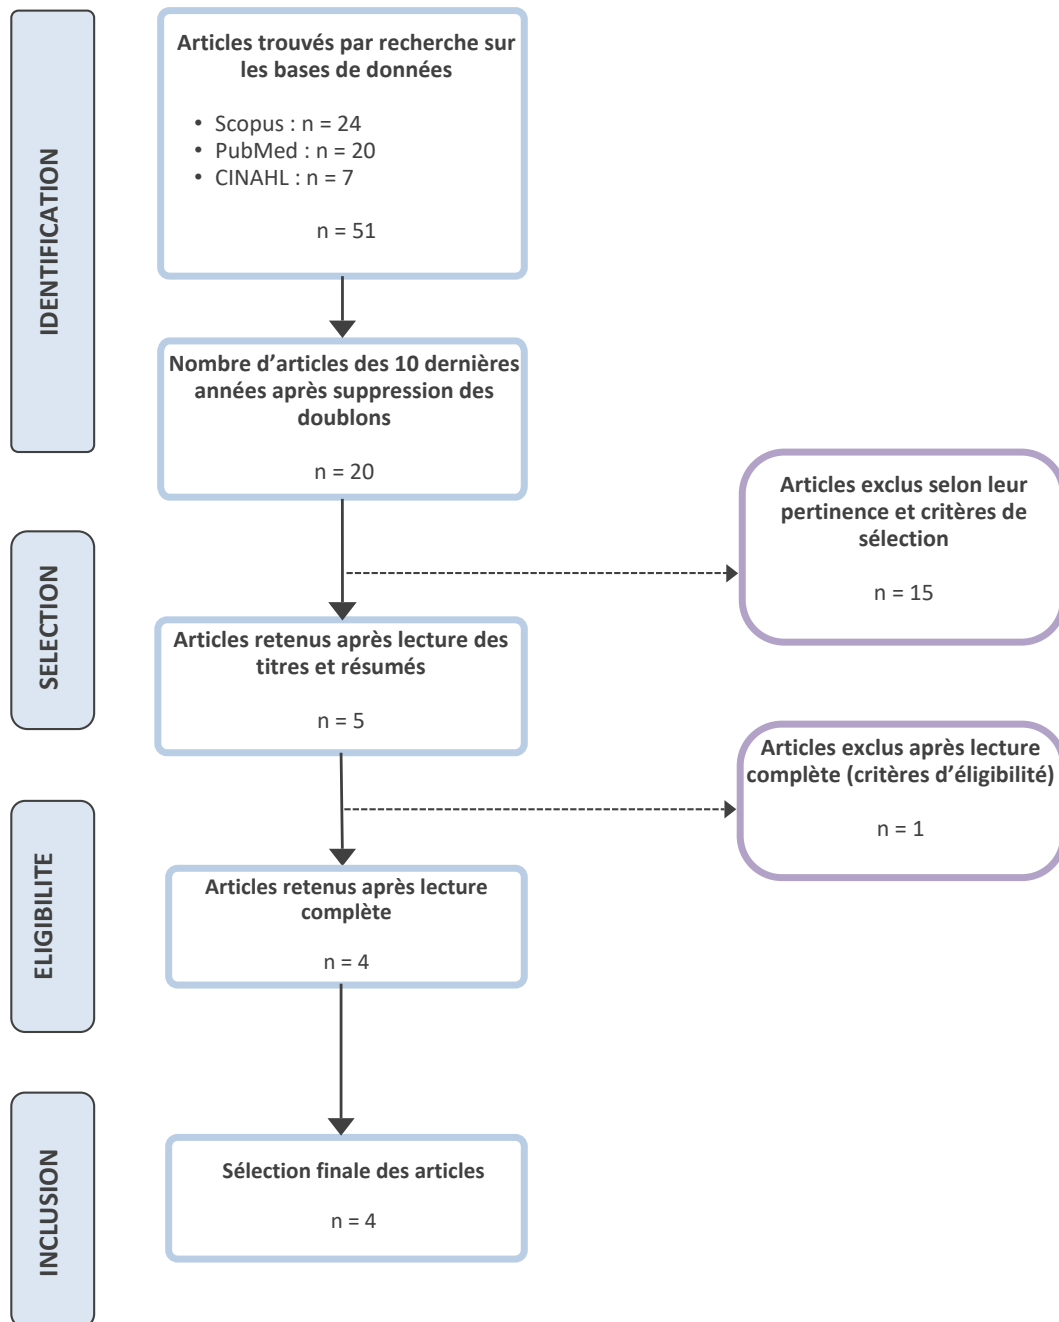 IDENTIFICATION
Articles trouvés par recherche sur
les bases de données
• Scopus : n = 24
• PubMed : n = 20
• CINAHL : n = 7
n = 51
Nombre d’articles des 10 dernières
années après suppression des
doublons
n = 20
SELECTION
Articles exclus selon leur
pertinence et critères de
sélection
n = 15
Articles retenus après lecture des
titres et résumés
n = 5
ELIGIBILITE
Articles exclus après lecture
complète (critères d’éligibilité)
n = 1
Articles retenus après lecture
complète
n = 4
INCLUSION
Sélection finale des articles
n = 4